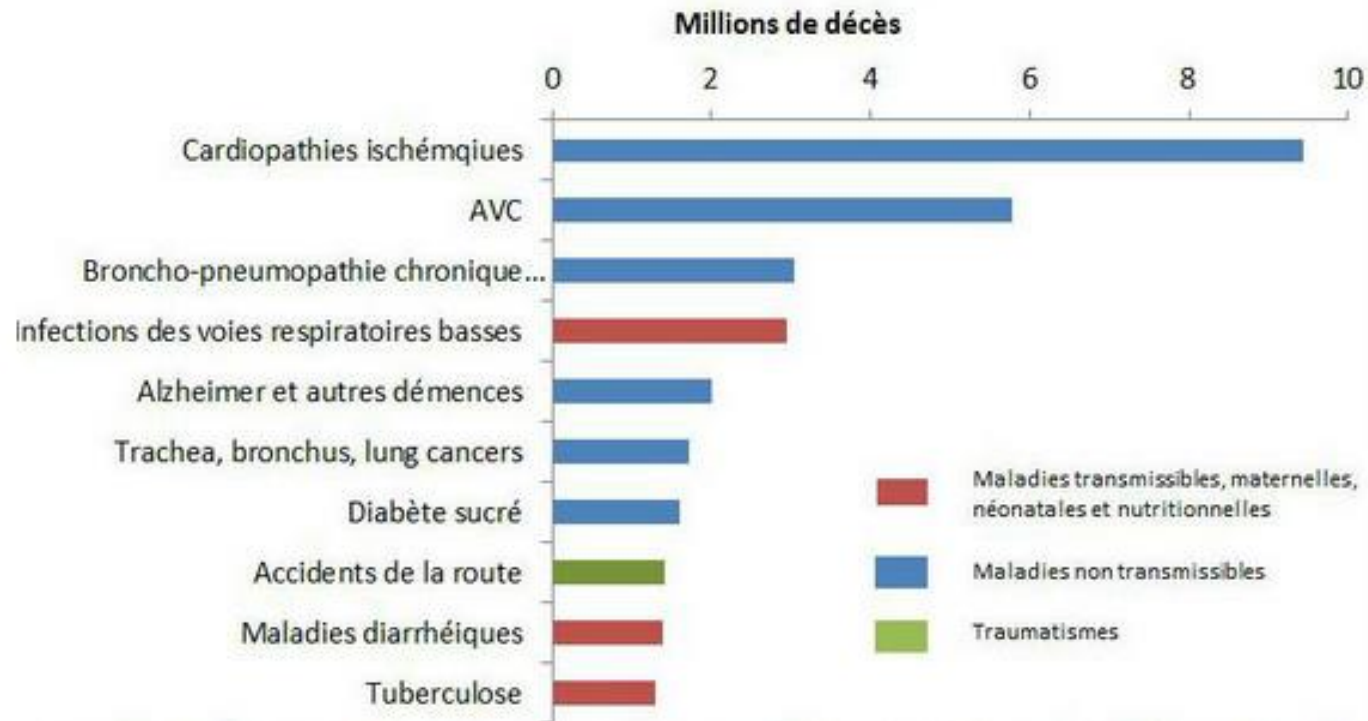 Millions de décès
0 2 4 6 8 10
Cardiopathies ischémqiues
AVC
Broncho-pneumopathie chronique...
Infections des voies respiratoires basses
Alzheimer et autres démences
Trachea, bronchus, lung cancers
Diabète sucré
Accidents de la route
Maladies diarrhéiques
Tuberculose
Maladies transmissibles, maternelles,
néonatales et nutritionnelles
Maladies non transmissibles
Traumatismes